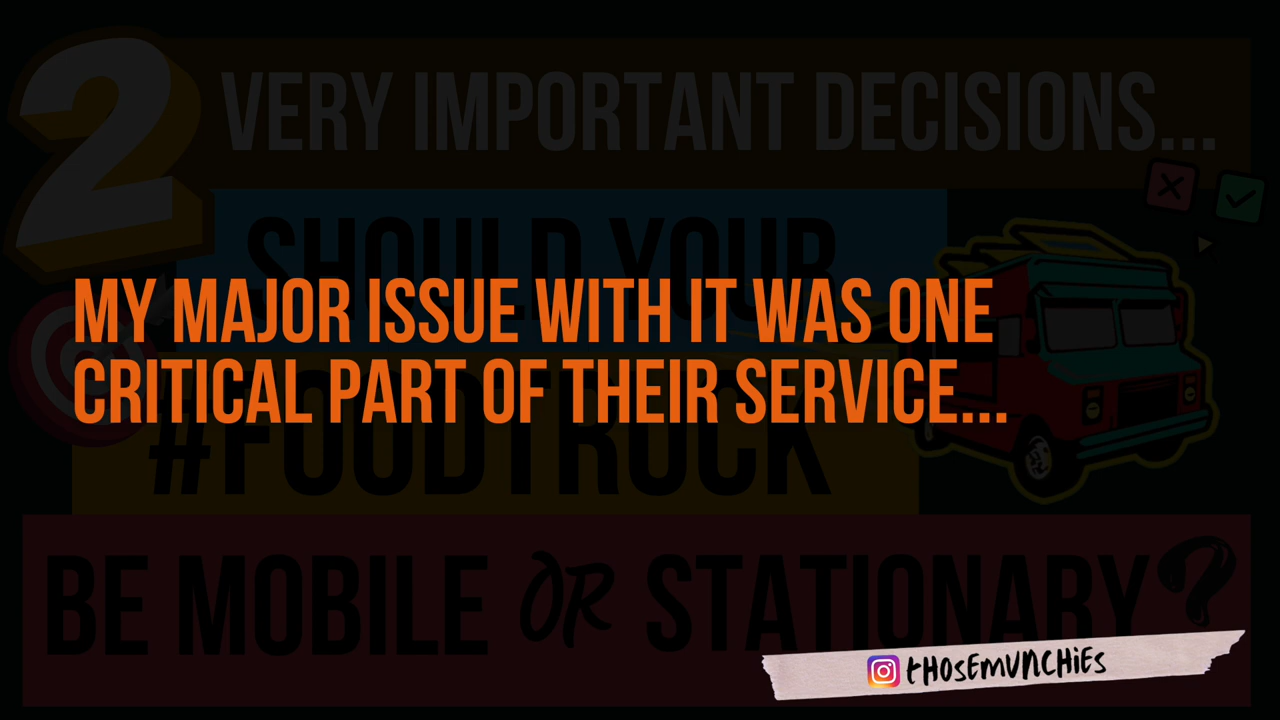 2 VERY IMPORTANT DECISIONS...
SHOULD YOUR
MY MAJOR ISSUE WITH IT WAS ONE
CRITICAL PART OF THEIR SERVICE...
#FOODTRUCK
BE MOBILE OR STATIONARY?
tHOSEMUNCHiES